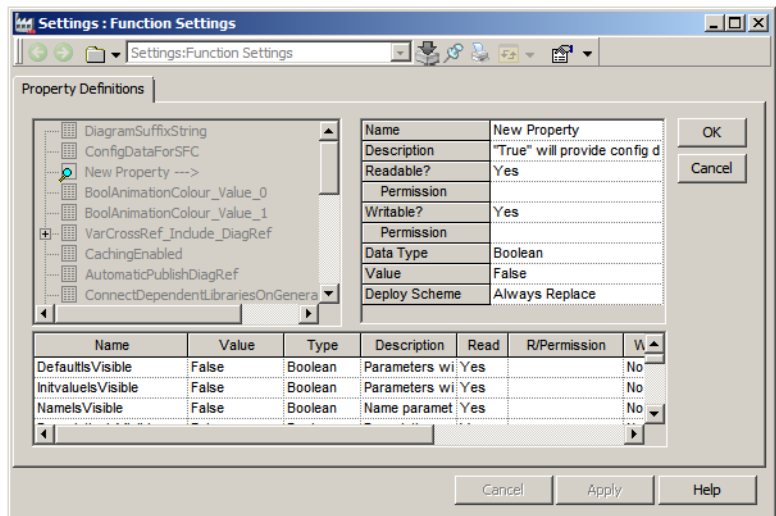 Settings : Function Settings
Settings:Function Settings
Property Definitions
DiagramSuffixString
ConfigDataForSFC
New Property --->
BoolAnimationColour_Value_0
BoolAnimationColour_Value_1
VarCrossRef_Include_DiagRef
CachingEnabled
AutomaticPublishDiagRef
ConnectDependentLibrariesOnGenera
Name New Property
Description "True" will provide config d
Readable? Yes
Permission
Writable? Yes
Permission
Data Type Boolean
Value False
Deploy Scheme Always Replace
OK
Cancel
Name Value Type Description Read R/Permission W
DefaultIsVisible False Boolean Parameters wi Yes No
InitvalueIsVisible False Boolean Parameters wi Yes No
NameIsVisible False Boolean Name paramet Yes No
Cancel Apply Help